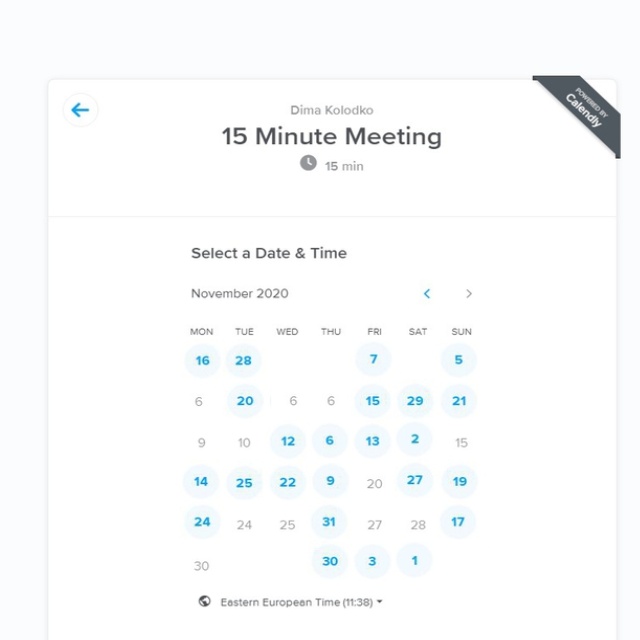 POWERED BY
Calendly
Dima Kolodko
15 Minute Meeting
15 min
Select a Date & Time
November 2020
MON TUE WED THU FRI SAT SUN
16 28 7 5
6 20 6 6 15 29 21
9 10 12 6 13 2 15
14 25 22 9 20 27 19
24 24 25 31 27 28 17
30 30 3 1
Eastern European Time (11:38)